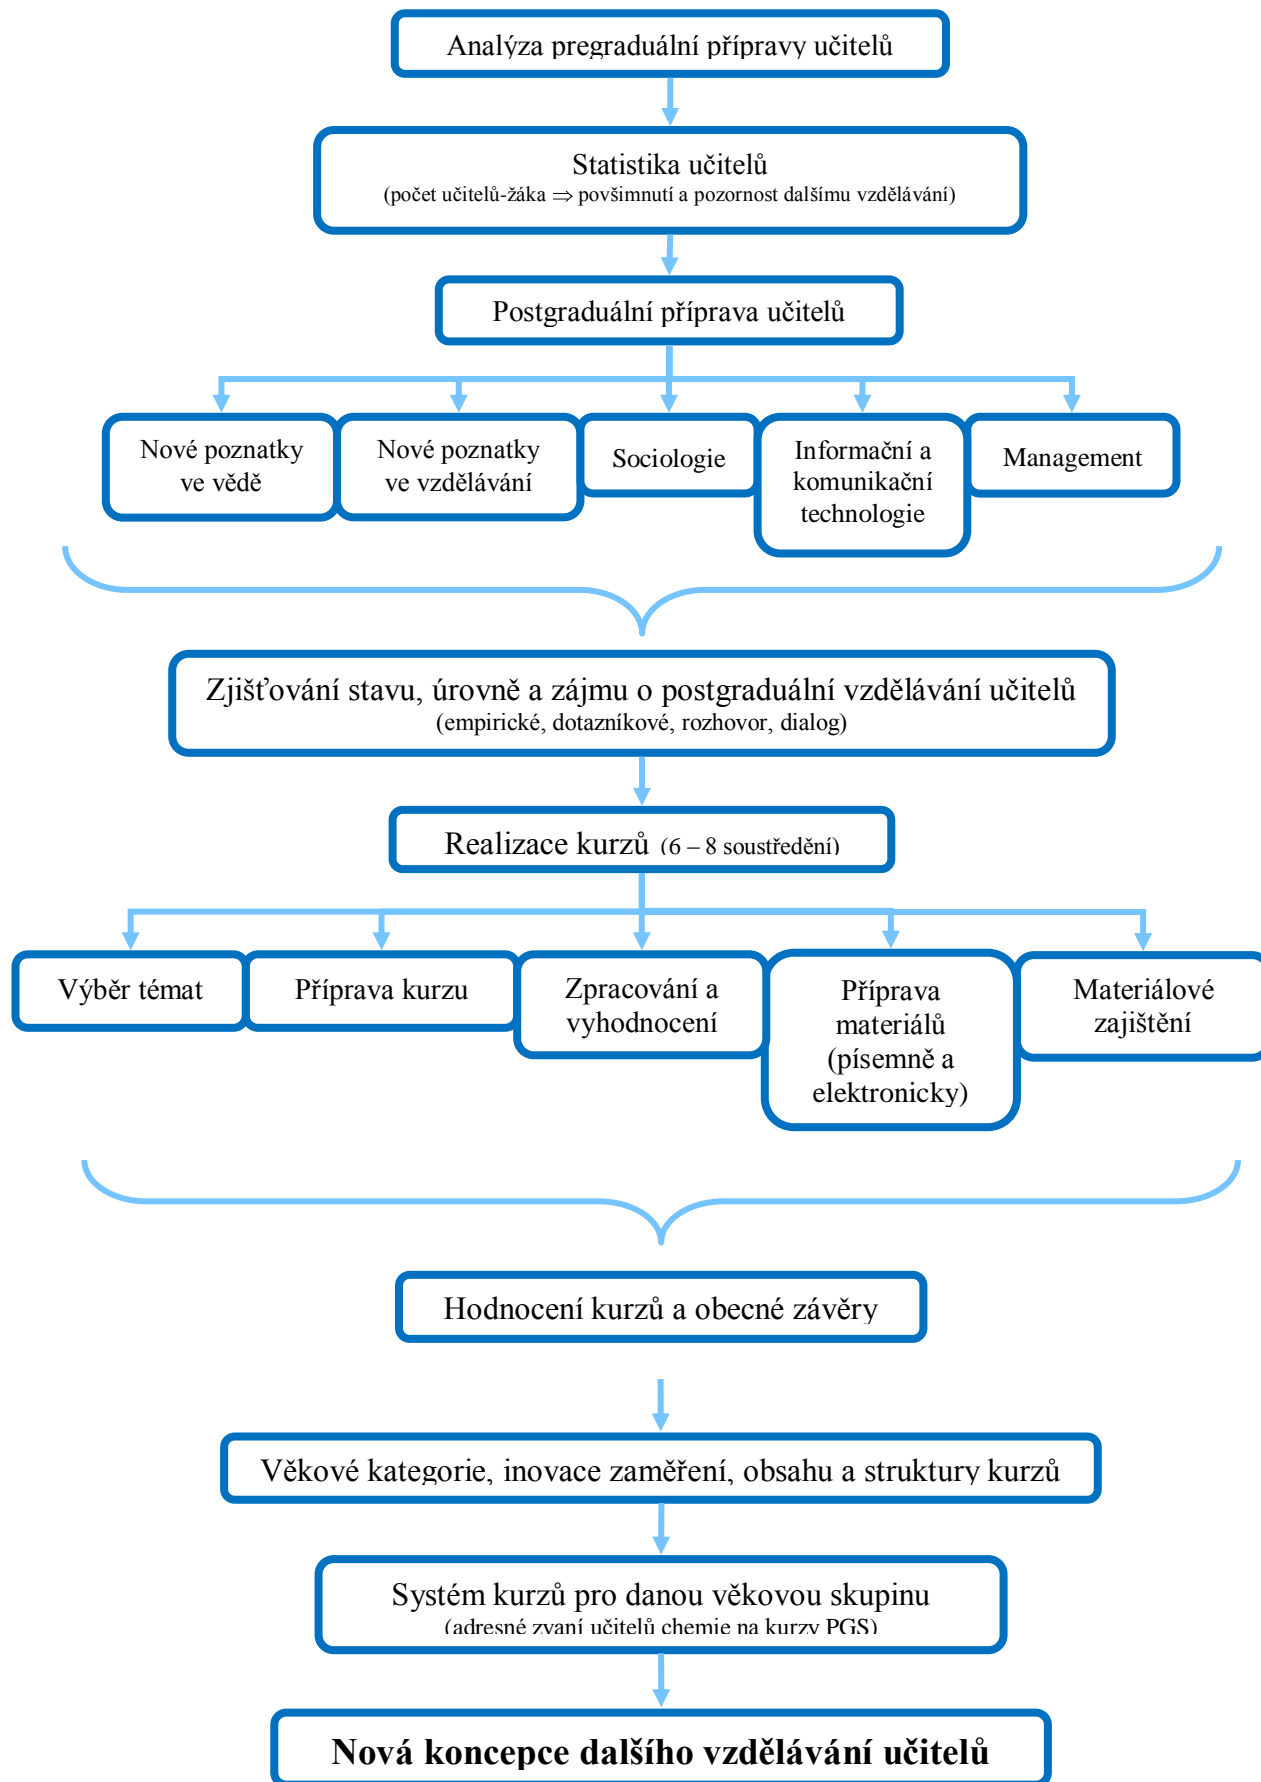 Analýza pregraduální přípravy učitelů
Statistika učitelů
(počet učitelů-žáka ⇒ povšimnutí a pozornost dalšímu vzdělávání)
Postgraduální příprava učitelů
Nové poznatky
ve vědě
Nové poznatky
ve vzdělávání
Sociologie
Informační a
komunikační
technologie
Management
Zjišťování stavu, úrovně a zájmu o postgraduální vzdělávání učitelů
(empirické, dotazníkové, rozhovor, dialog)
Realizace kurzů (6 – 8 soustředění)
Výběr témat
Příprava kurzu
Zpracování a
vyhodnocení
Příprava
materiálů
(písemně a
elektronicky)
Materiálové
zajištění
Hodnocení kurzů a obecné závěry
Věkové kategorie, inovace zaměření, obsahu a struktury kurzů
Systém kurzů pro danou věkovou skupinu
(adresné zvaní učitelů chemie na kurzy PGS)
Nová koncepce dalšího vzdělávání učitelů